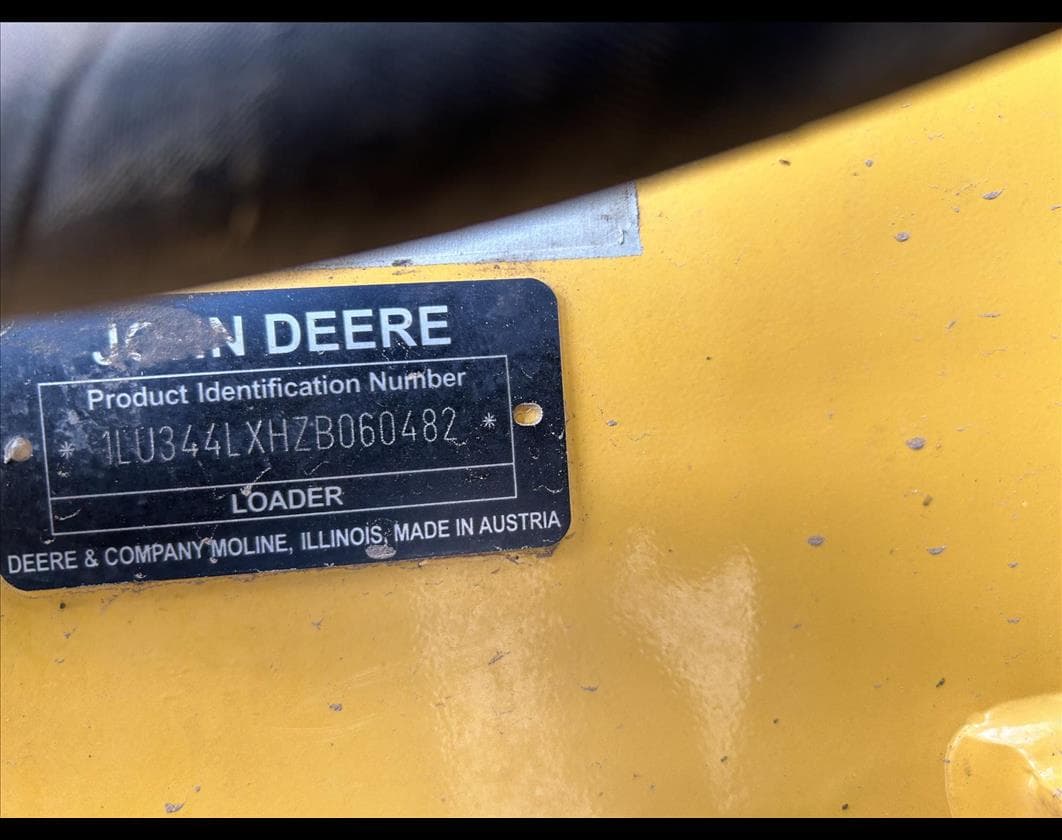 JOHN DEERE
Product Identification Number
* 1LU344LXHZB060482 *
LOADER
DEERE & COMPANY MOLINE, ILLINOIS, MADE IN AUSTRIA